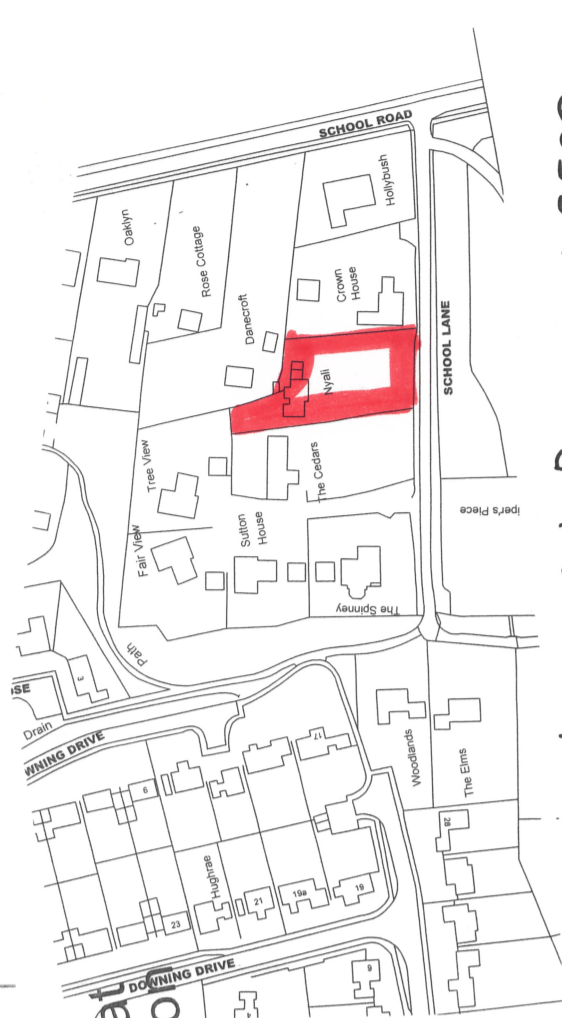 SCHOOL ROAD
Oaklyn
Rose Cottage
Hollybush
Danecroft
Crown
House
Nyali
SCHOOL LANE
Tree View
The Cedars
Fair View
Sutton
House
iper's Piece
The Spinney
Path
3
Drain
WNING DRIVE
17
9
Woodlands
The Elms
28
Hughrae
21
19a
19
23
DOWNING DRIVE
6